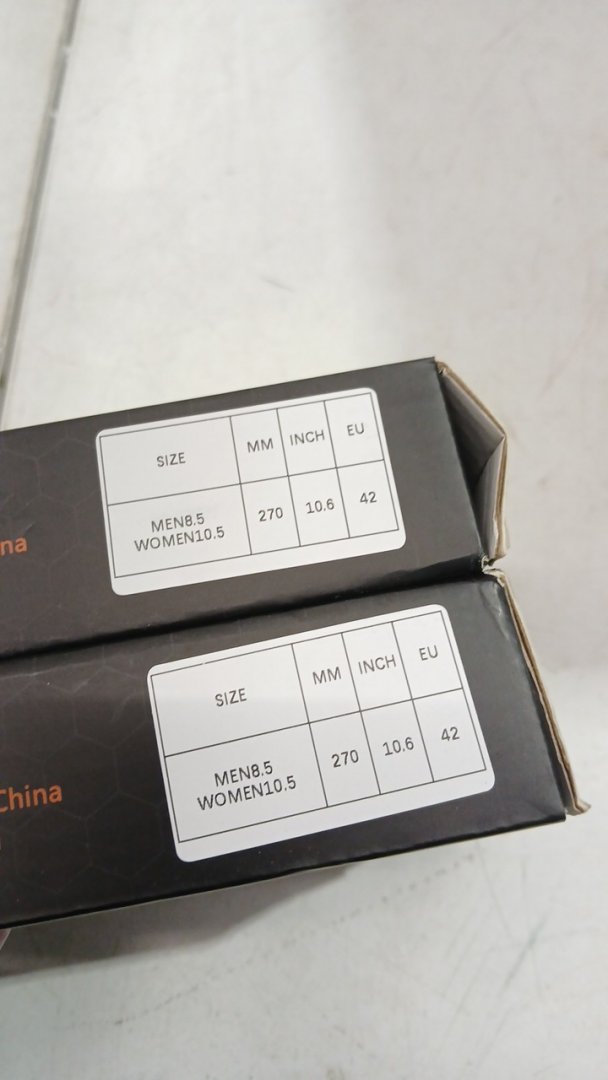 SIZE MM INCH EU
MEN8.5
WOMEN10.5 270 10.6 42
na
SIZE MM INCH EU
MEN8.5
WOMEN10.5 270 10.6 42
China